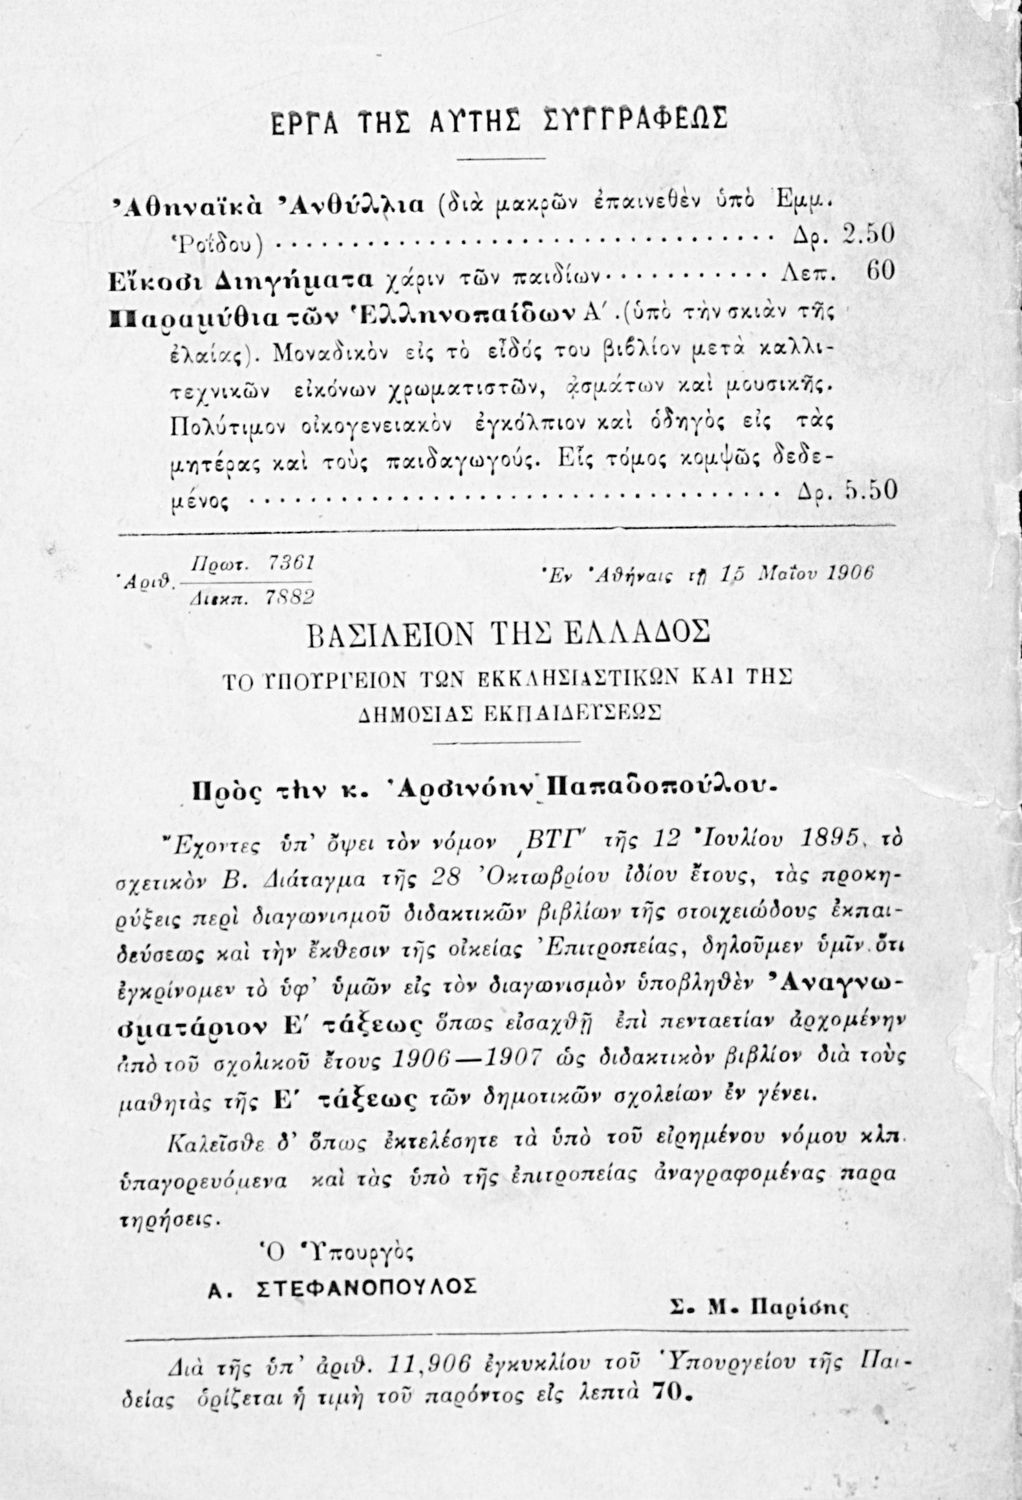 ΕΡΓΑ ΤΗΣ ΑΥΤΗΣ ΣΥΓΓΡΑΦΕΩΣ
Ἀθηναϊκὰ Ἀνθύλλια (διὰ μακρῶν ἐπαινεθὲν ὑπὸ Ἐμμ.
Ῥοΐδου) . . . . . . . . . . . . . . . . . . . . . . . . . . . . . . . . . Δρ. 2.50
Εἴκοσι Διηγήματα χάριν τῶν παιδίων . . . . . . . . . . . Λεπ. 60
Παραμύθια τῶν Ἑλληνοπαίδων Α΄. (ὑπὸ τὴν σκιὰν τῆς
ἐλαίας). Μοναδικὸν εἰς τὸ εἶδός του βιβλίον μετὰ καλλι-
τεχνικῶν εἰκόνων χρωματιστῶν, ᾀσμάτων καὶ μουσικῆς.
Πολύτιμον οἰκογενειακὸν ἐγκόλπιον καὶ ὁδηγὸς εἰς τὰς
μητέρας καὶ τοὺς παιδαγωγούς. Εἷς τόμος κομψῶς δεδε-
μένος . . . . . . . . . . . . . . . . . . . . . . . . . . . . . . . . . . . Δρ. 5.50
Ἀριθ. Πρωτ. 7361
Διεκπ. 7882
Ἐν Ἀθήναις τῇ 15 Μαΐου 1906
ΒΑΣΙΛΕΙΟΝ ΤΗΣ ΕΛΛΑΔΟΣ
ΤΟ ΥΠΟΥΡΓΕΙΟΝ ΤΩΝ ΕΚΚΛΗΣΙΑΣΤΙΚΩΝ ΚΑΙ ΤΗΣ
ΔΗΜΟΣΙΑΣ ΕΚΠΑΙΔΕΥΣΕΩΣ
Πρὸς τὴν κ. Ἀρσινόην Παπαδοπούλου.
Ἔχοντες ὑπ' ὄψει τὸν νόμον ͵ΒΤΓ΄ τῆς 12 Ἰουλίου 1895, τὸ
σχετικὸν Β. Διάταγμα τῆς 28 Ὀκτωβρίου ἰδίου ἔτους, τὰς προκη-
ρύξεις περὶ διαγωνισμοῦ διδακτικῶν βιβλίων τῆς στοιχειώδους ἐκπαι-
δεύσεως καὶ τὴν ἔκθεσιν τῆς οἰκείας Ἐπιτροπείας, δηλοῦμεν ὑμῖν ὅτι
ἐγκρίνομεν τὸ ὑφ' ὑμῶν εἰς τὸν διαγωνισμὸν ὑποβληθὲν Ἀναγνω-
σματάριον Ε΄ τάξεως ὅπως εἰσαχθῇ ἐπὶ πενταετίαν ἀρχομένην
ἀπὸ τοῦ σχολικοῦ ἔτους 1906—1907 ὡς διδακτικὸν βιβλίον διὰ τοὺς
μαθητὰς τῆς Ε΄ τάξεως τῶν δημοτικῶν σχολείων ἐν γένει.
Καλεῖσθε δ' ὅπως ἐκτελέσητε τὰ ὑπὸ τοῦ εἰρημένου νόμου κλπ.
ὑπαγορευόμενα καὶ τὰς ὑπὸ τῆς ἐπιτροπείας ἀναγραφομένας παρα
τηρήσεις.
Ὁ Ὑπουργὸς
Α. ΣΤΕΦΑΝΟΠΟΥΛΟΣ
Σ. Μ. Παρίσης
Διὰ τῆς ὑπ' ἀριθ. 11,906 ἐγκυκλίου τοῦ Ὑπουργείου τῆς Παι-
δείας ὁρίζεται ἡ τιμὴ τοῦ παρόντος εἰς λεπτὰ 70.